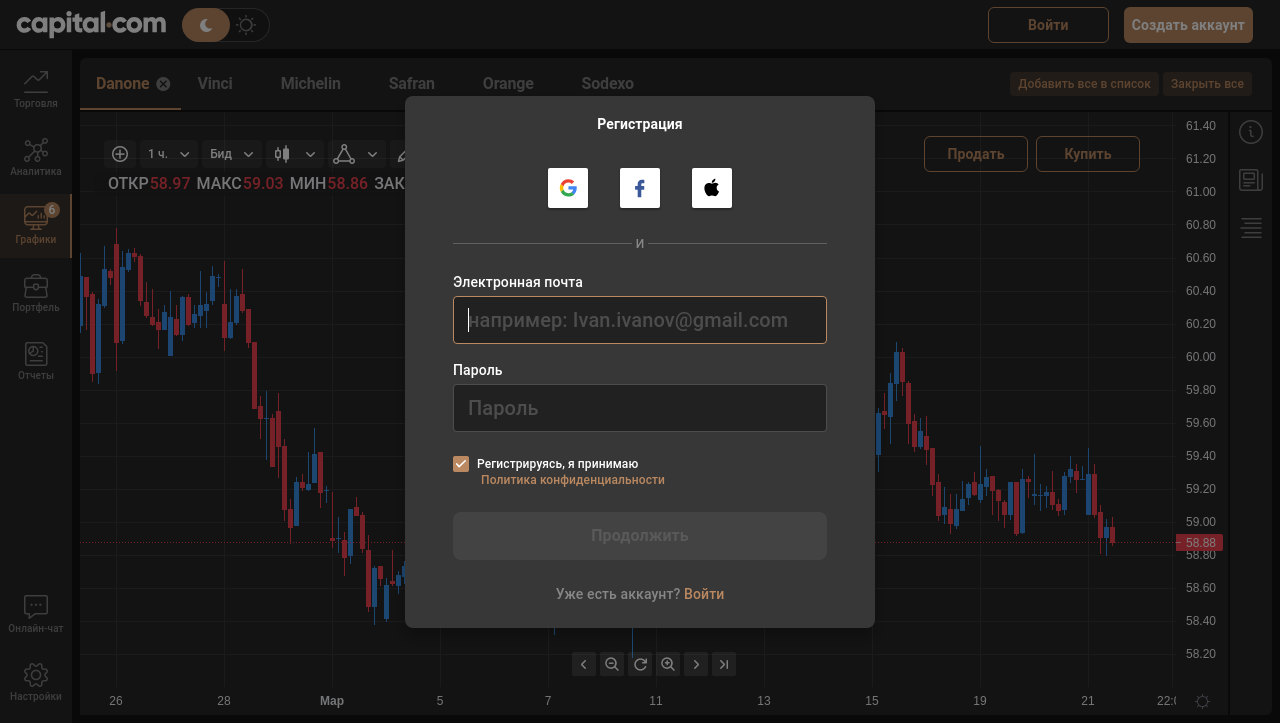 capital.com
Войти
Создать аккаунт
Торговля
Аналитика
6
Графики
Портфель
Отчеты
Онлайн-чат
Настройки
Danone
Vinci
Michelin
Safran
Orange
Sodexo
Добавить все в список
Закрыть все
1 ч.
Бид
Продать
Купить
ОТКР58.97 МАКС59.03 МИН58.86
Регистрация
И
Электронная почта
например: Ivan.ivanov@gmail.com
Пароль
Пароль
Регистрируясь, я принимаю
Политика конфиденциальности
Продолжить
Уже есть аккаунт? Войти
61.40
61.20
61.00
60.80
60.60
60.40
60.20
60.00
59.80
59.60
59.40
59.20
59.00
58.88
58.80
58.60
58.40
58.20
26
28
Мар
5
7
11
13
15
19
21